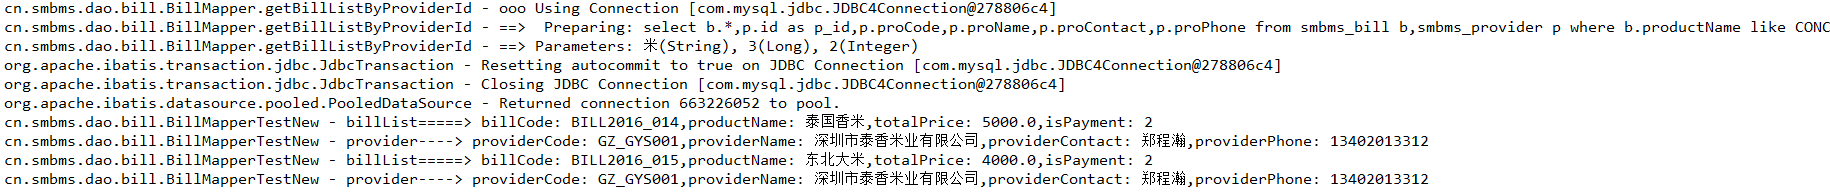 cn.smbms.dao.bill.BillMapper.getBillListByProviderId - ooo Using Connection [com.mysql.jdbc.JDBC4Connection@278806c4]
cn.smbms.dao.bill.BillMapper.getBillListByProviderId - ==>  Preparing: select b.*,p.id as p_id,p.proCode,p.proName,p.proContact,p.proPhone from smbms_bill b,smbms_provider p where b.productName like CONC
cn.smbms.dao.bill.BillMapper.getBillListByProviderId - ==> Parameters: 米(String), 3(Long), 2(Integer)
org.apache.ibatis.transaction.jdbc.JdbcTransaction - Resetting autocommit to true on JDBC Connection [com.mysql.jdbc.JDBC4Connection@278806c4]
org.apache.ibatis.transaction.jdbc.JdbcTransaction - Closing JDBC Connection [com.mysql.jdbc.JDBC4Connection@278806c4]
org.apache.ibatis.datasource.pooled.PooledDataSource - Returned connection 663226052 to pool.
cn.smbms.dao.bill.BillMapperTestNew - billList=====> billCode: BILL2016_014,productName: 泰国香米,totalPrice: 5000.0,isPayment: 2
cn.smbms.dao.bill.BillMapperTestNew - provider----> providerCode: GZ_GYS001,providerName: 深圳市泰香米业有限公司,providerContact: 郑程瀚,providerPhone: 13402013312
cn.smbms.dao.bill.BillMapperTestNew - billList=====> billCode: BILL2016_015,productName: 东北大米,totalPrice: 4000.0,isPayment: 2
cn.smbms.dao.bill.BillMapperTestNew - provider----> providerCode: GZ_GYS001,providerName: 深圳市泰香米业有限公司,providerContact: 郑程瀚,providerPhone: 13402013312